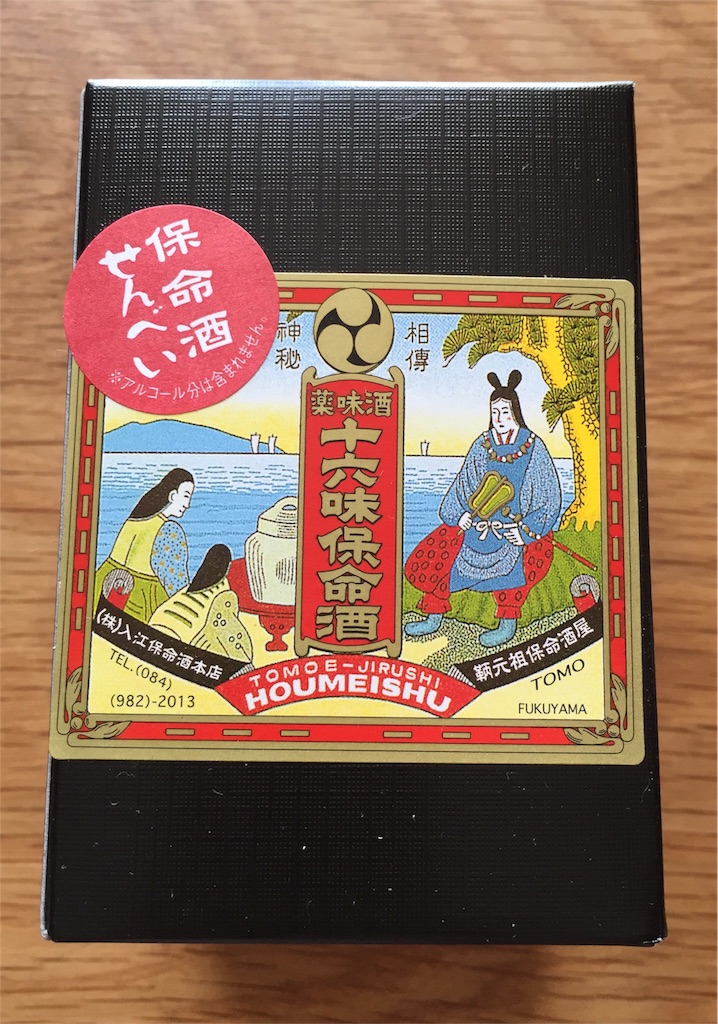 保命酒
せんべい
※アルコール分は含まれません。
相傳
神秘
薬味酒
十六味保命酒
(株)入江保命酒本店
TEL.(084)
(982)-2013
TOMOE-JIRUSHI
HOUMEISHU
鞆元祖保命酒屋
TOMO
FUKUYAMA